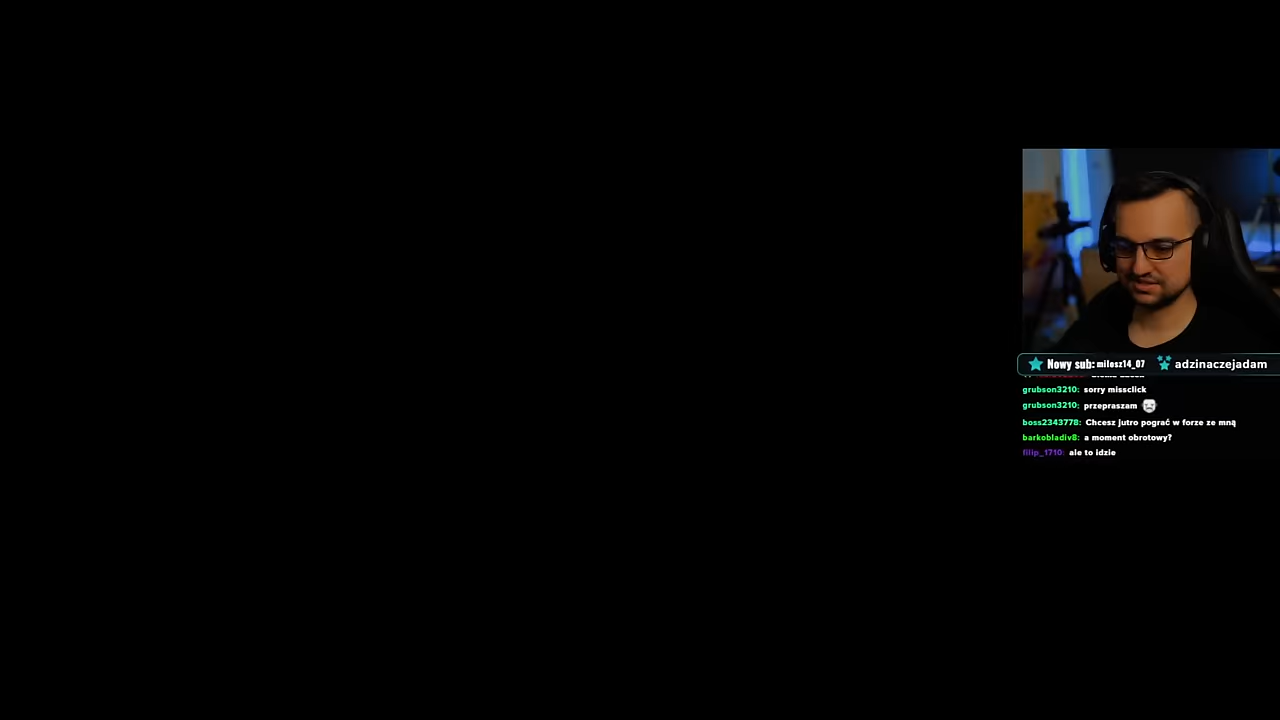 Nowy sub: milosz14_07 adzinaczejadam
grubson3210: sorry missclick
grubson3210: przepraszam
boss2343778: Chcesz jutro pograć w forze ze mną
barkobladiv8: a moment obrotowy?
filip_1710: ale to idzie